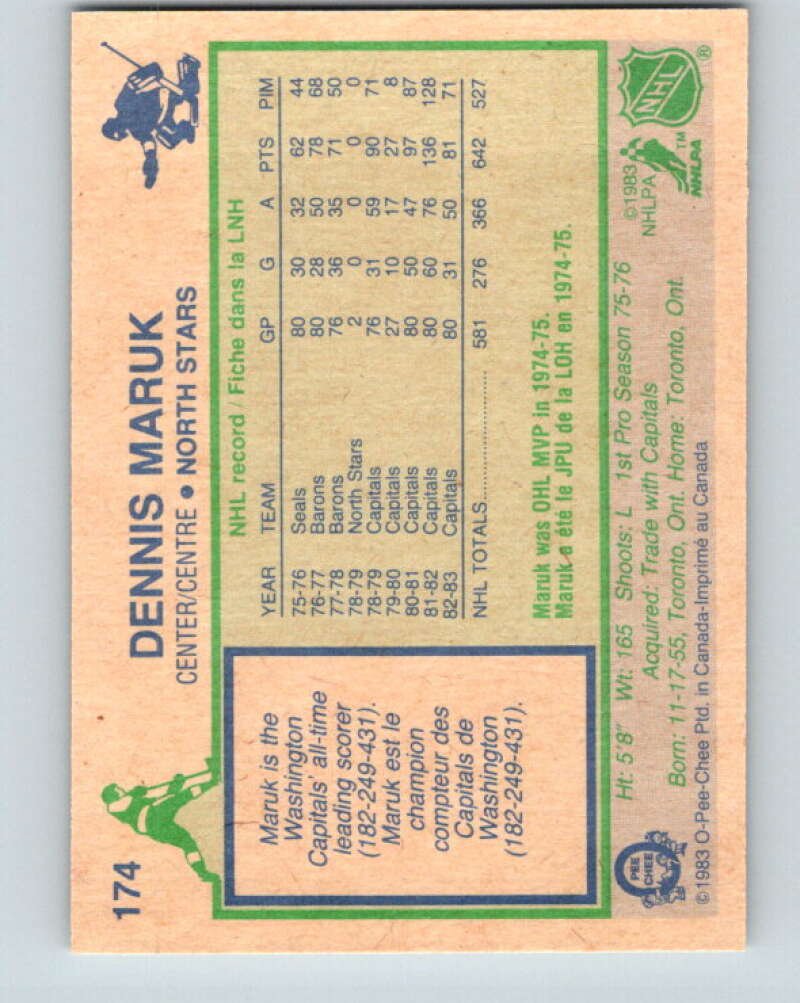 174
DENNIS MARUK
CENTER/CENTRE • NORTH STARS
Maruk is the
Washington
Capitals' all-time
leading scorer
(182-249-431).
Maruk est le
champion
compteur des
Capitals de
Washington
(182-249-431).
NHL record / Fiche dans la LNH
YEAR TEAM GP G A PTS PIM
75-76 Seals 80 30 32 62 44
76-77 Barons 80 28 50 78 68
77-78 Barons 76 36 35 71 50
78-79 North Stars 2 0 0 0 0
78-79 Capitals 76 31 59 90 71
79-80 Capitals 27 10 17 27 8
80-81 Capitals 80 50 47 97 87
81-82 Capitals 80 60 76 136 128
82-83 Capitals 80 31 50 81 71
NHL TOTALS.................... 581 276 366 642 527
Maruk was OHL MVP in 1974-75.
Maruk a été le JPU de la LOH en 1974-75.
Ht: 5'8" Wt: 165 Shoots: L 1st Pro Season 75-76
Acquired: Trade with Capitals
Born: 11-17-55, Toronto, Ont. Home: Toronto, Ont.
©1983 O-Pee-Chee Ptd. in Canada-Imprimé au Canada
O
PEE
CHEE
©1983
NHLPA
NHL ®
NHLPA ™